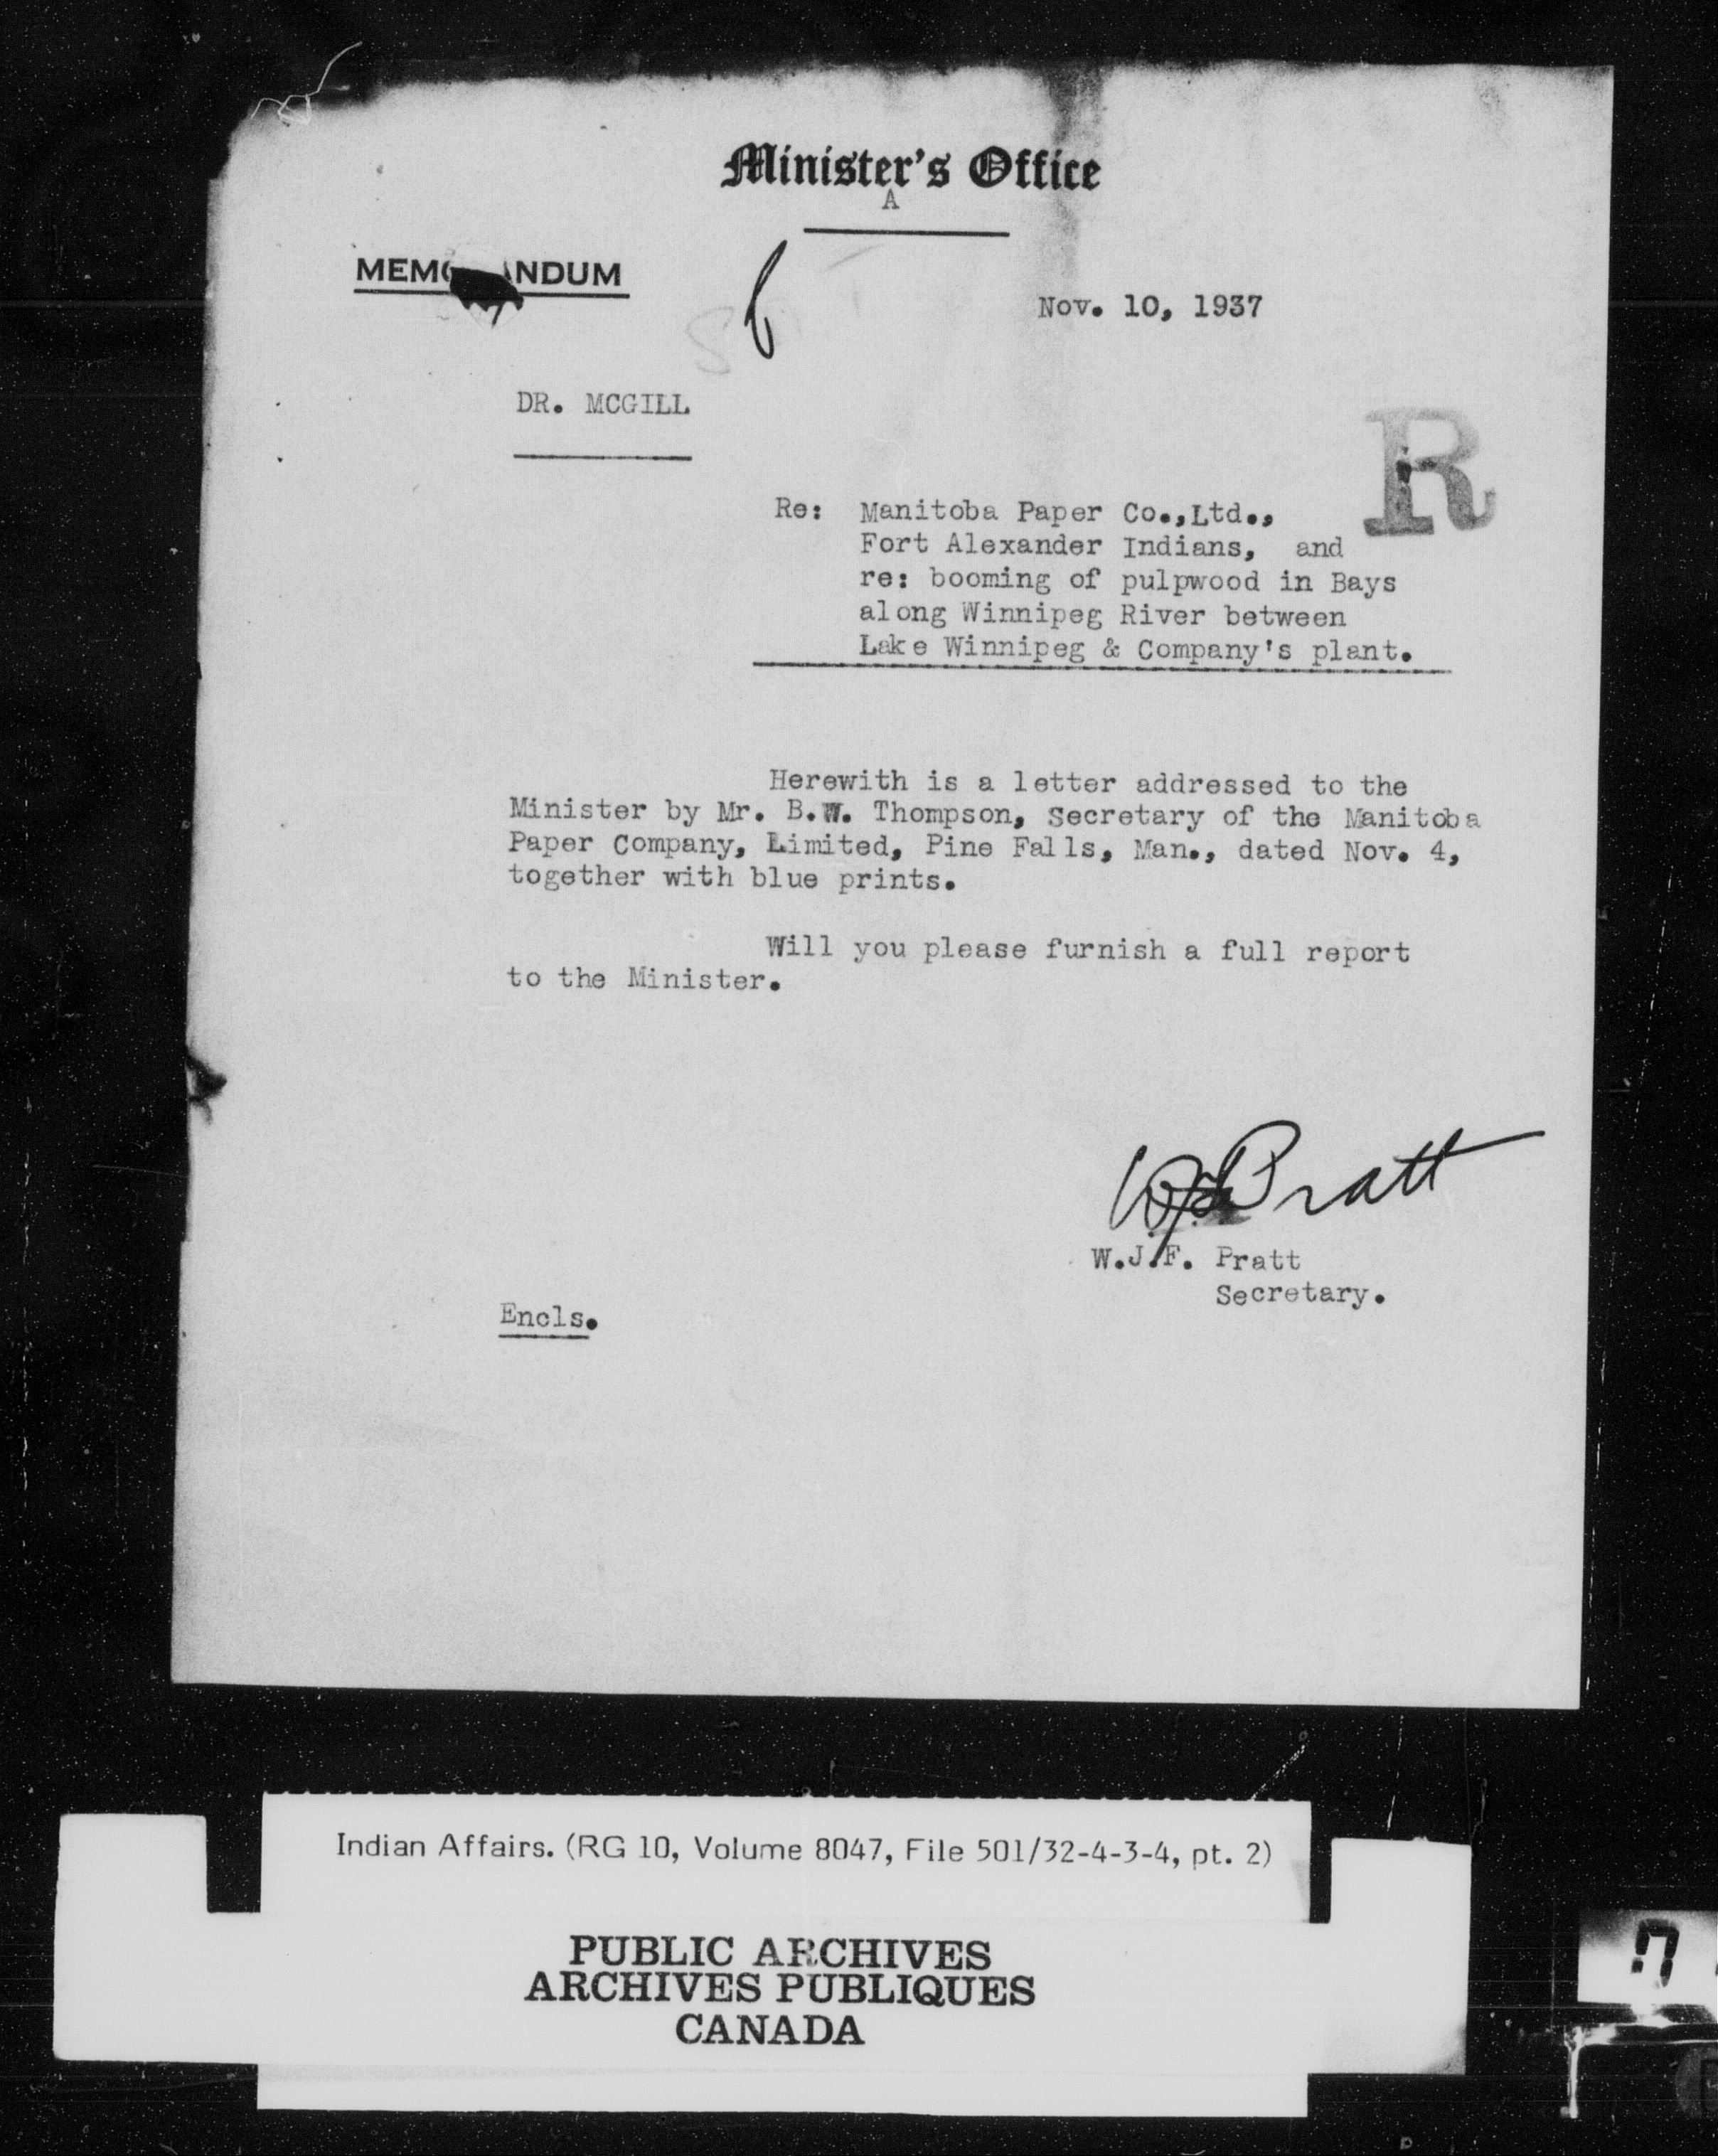 Minister's Office
A
MEMORANDUM
Nov. 10, 1937
DR. MCGILL
R
Re: Manitoba Paper Co.,Ltd.,
Fort Alexander Indians, and
re: booming of pulpwood in Bays
along Winnipeg River between
Lake Winnipeg & Company's plant.
Herewith is a letter addressed to the
Minister by Mr. B.W. Thompson, Secretary of the Manitoba
Paper Company, Limited, Pine Falls, Man., dated Nov. 4,
together with blue prints.
Will you please furnish a full report
to the Minister.
WJF Pratt
W.J.F. Pratt
Secretary.
Encls.
Indian Affairs. (RG 10, Volume 8047, File 501/32-4-3-4, pt. 2)
PUBLIC ARCHIVES
ARCHIVES PUBLIQUES
CANADA